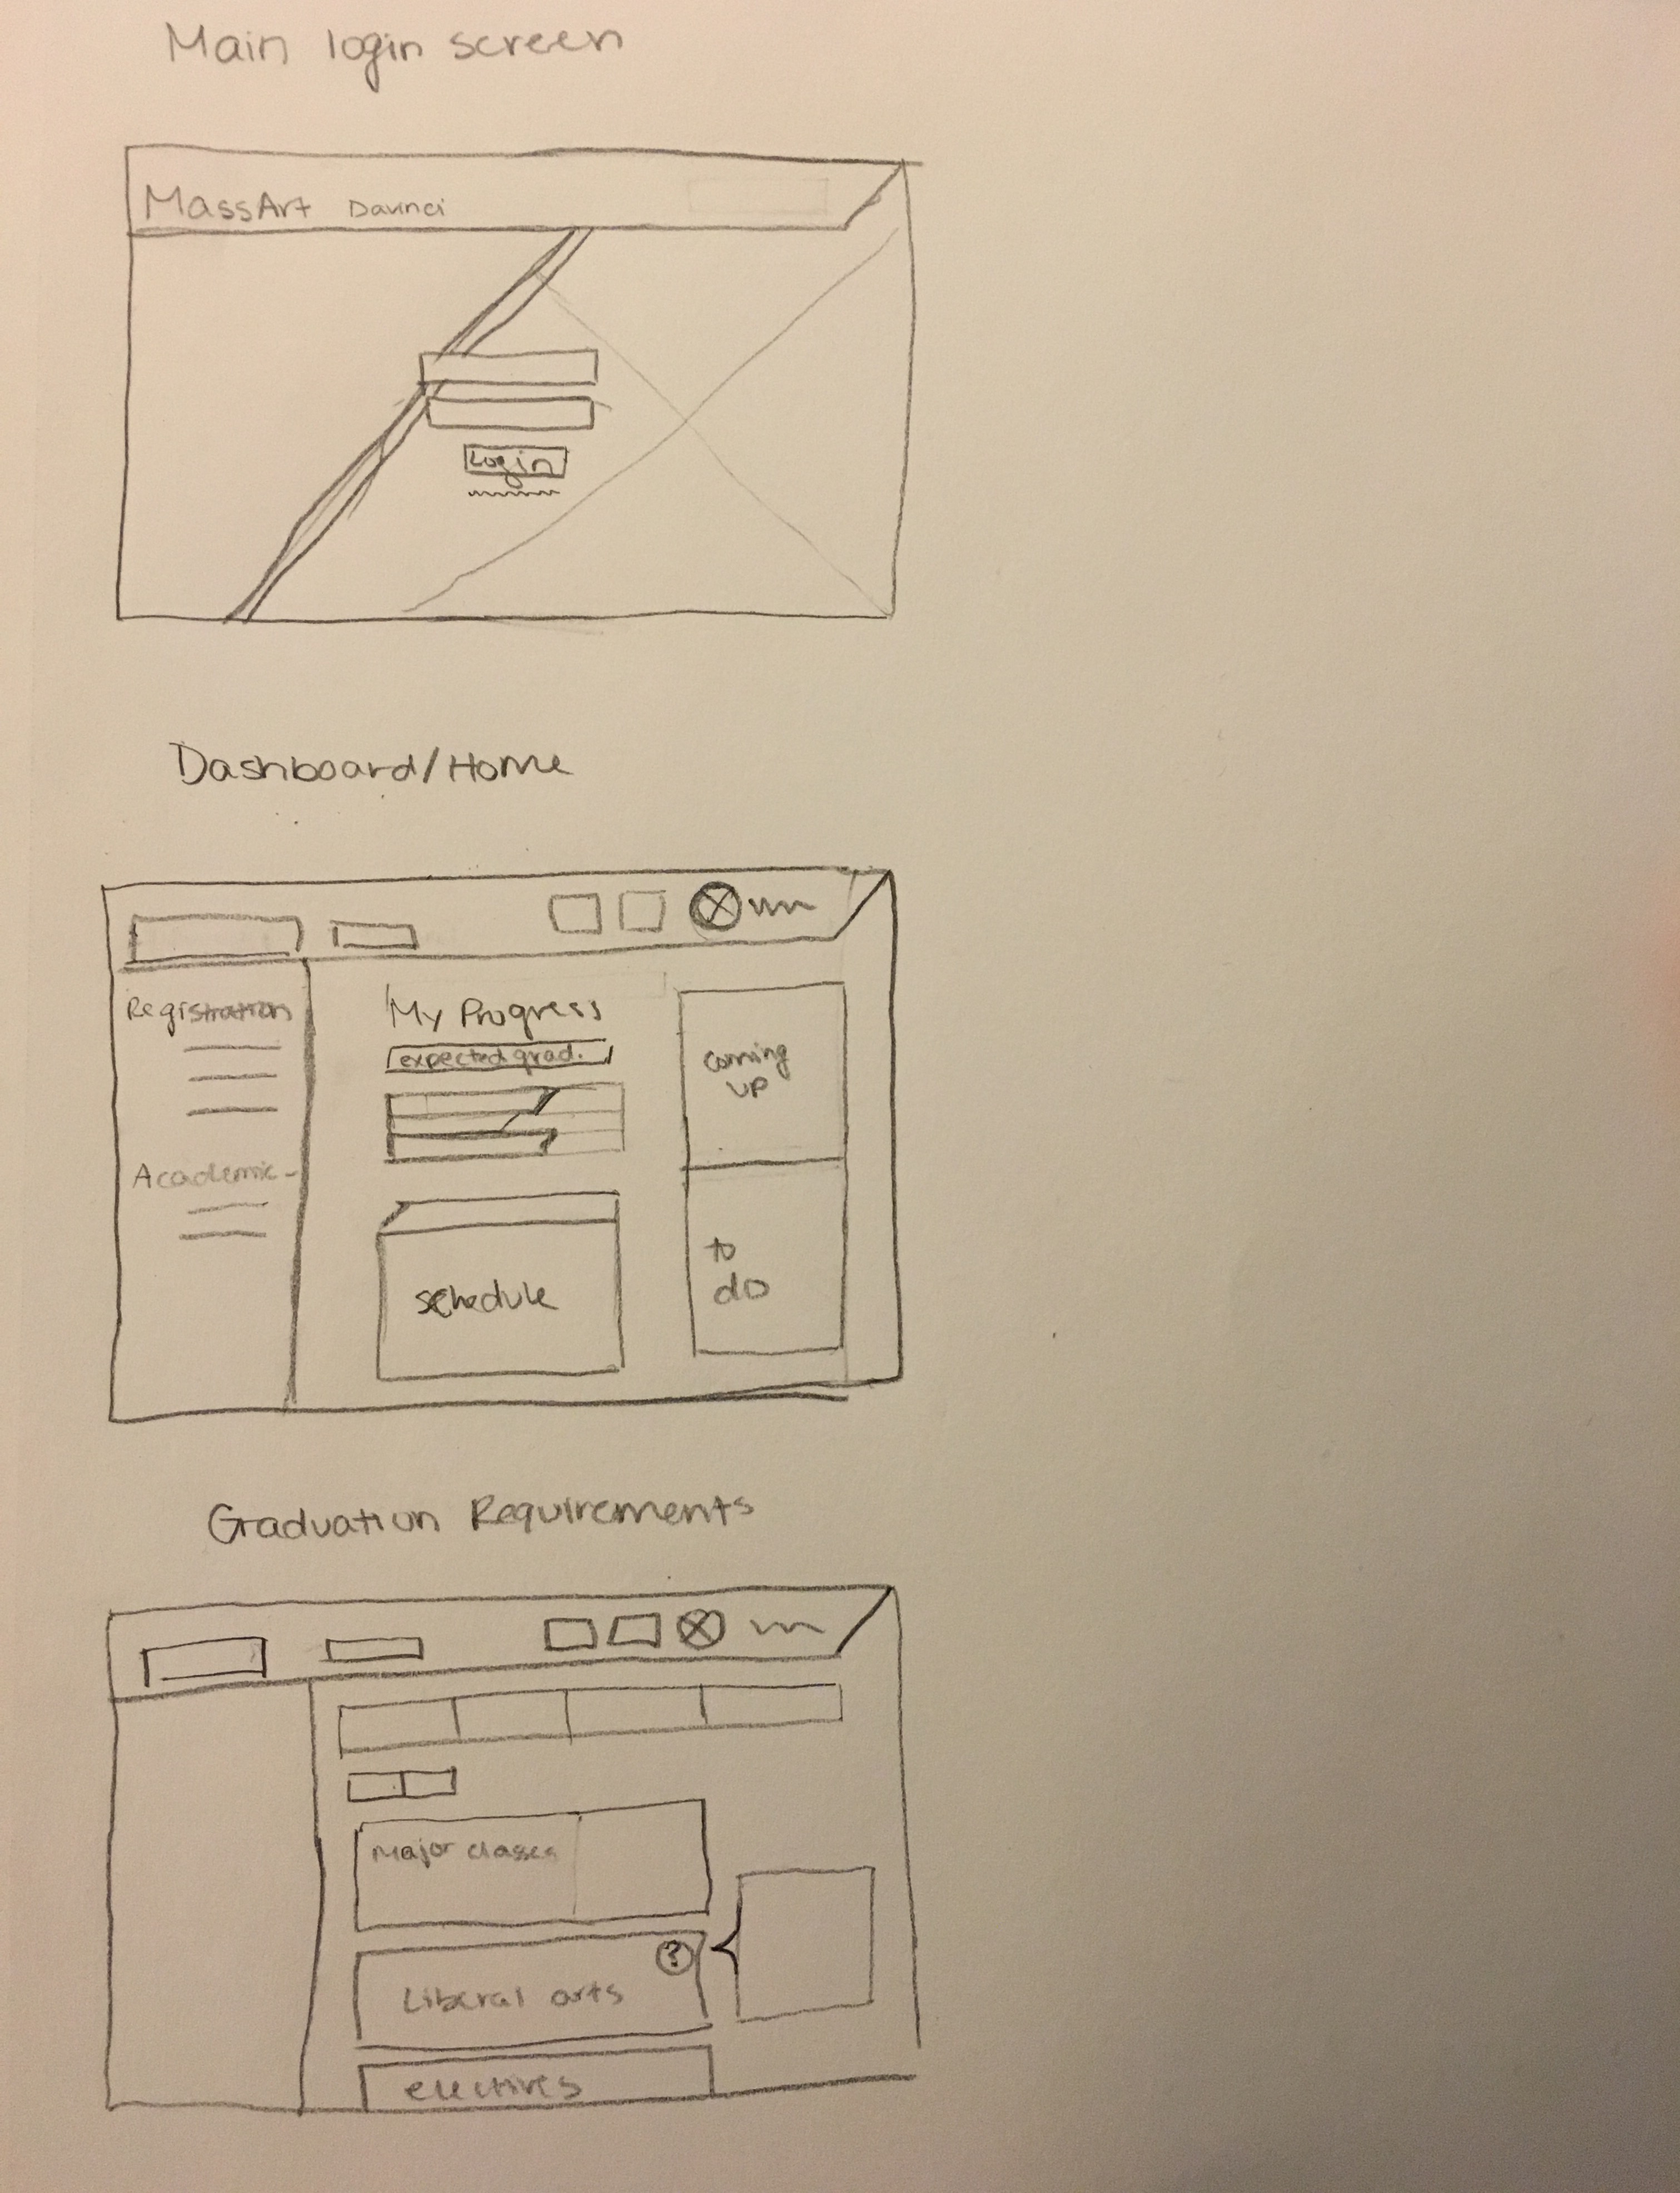 Main login screen
MassArt Davinci
Login
Dashboard/Home
Registration
My Progress
expected grad.
coming
up
Academic
schedule
to
do
Graduation Requirements
Major classes
?
Liberal arts
electives